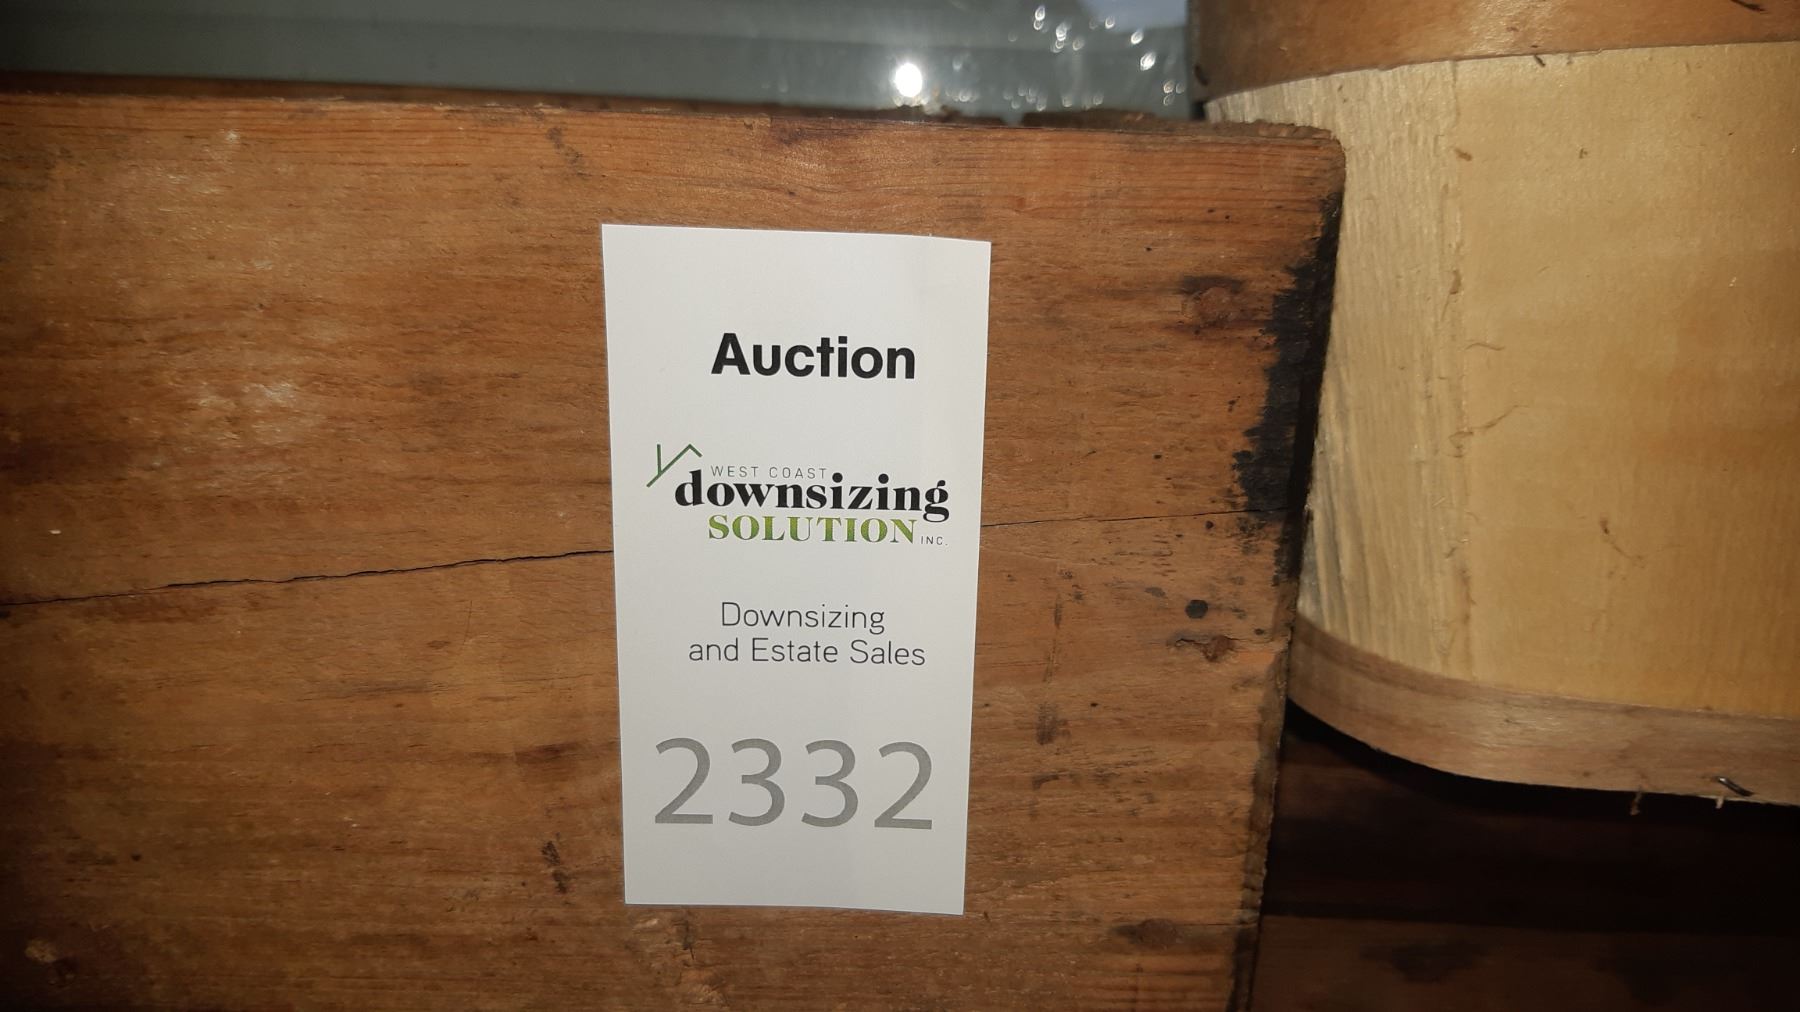 Auction
WEST COAST
downsizing
SOLUTION INC.
Downsizing
and Estate Sales
2332